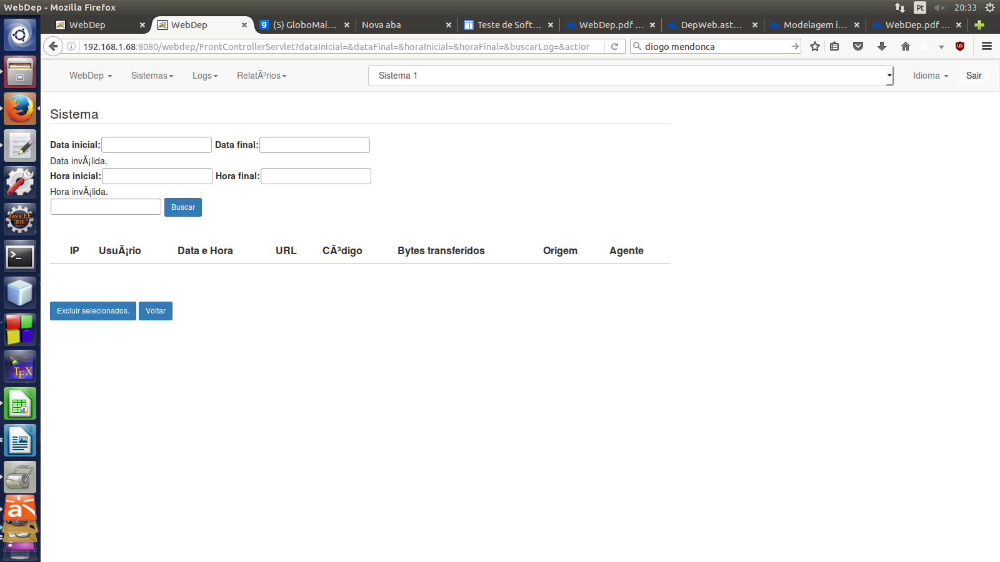 WebDep - Mozilla Firefox
Pt
20:33
WebDep
WebDep
(5) GloboMai...
Nova aba
Teste de Soft...
WebDep.pdf ...
DepWeb.ast...
Modelagem i...
WebDep.pdf ...
192.168.1.68:8080/webdep/FrontControllerServlet?dataInicial=&dataFinal=&horaInicial=&horaFinal=&buscarLog=&action
diogo mendonca
WebDep
Sistemas
Logs
RelatÃ³rios
Sistema 1
Idioma
Sair
Sistema
Data inicial:
Data final:
Data invÃ¡lida.
Hora inicial:
Hora final:
Hora invÃ¡lida.
Buscar
IP UsuÃ¡rio Data e Hora URL CÃ³digo Bytes transferidos Origem Agente
Excluir selecionados.
Voltar
Java EE
IDE
TEX